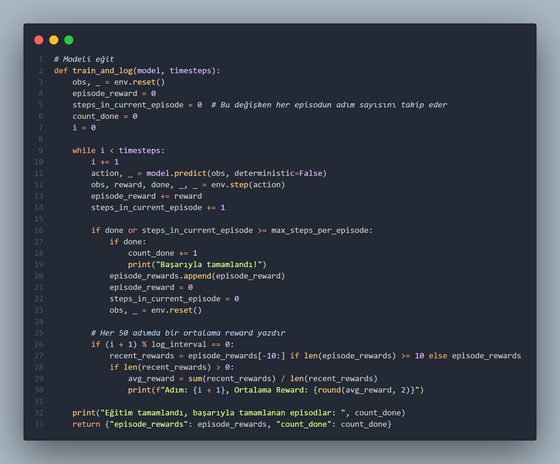 1 # Modeli eğit
2 def train_and_log(model, timesteps):
3     obs, _ = env.reset()
4     episode_reward = 0
5     steps_in_current_episode = 0  # Bu değişken her episodun adım sayısını takip eder
6     count_done = 0
7     i = 0
8
9     while i < timesteps:
10         i += 1
11         action, _ = model.predict(obs, deterministic=False)
12         obs, reward, done, _, _ = env.step(action)
13         episode_reward += reward
14         steps_in_current_episode += 1
15
16         if done or steps_in_current_episode >= max_steps_per_episode:
17             if done:
18                 count_done += 1
19                 print("Başarıyla tamamlandı!")
20             episode_rewards.append(episode_reward)
21             episode_reward = 0
22             steps_in_current_episode = 0
23             obs, _ = env.reset()
24
25         # Her 50 adımda bir ortalama reward yazdır
26         if (i + 1) % log_interval == 0:
27             recent_rewards = episode_rewards[-10:] if len(episode_rewards) >= 10 else episode_rewards
28             if len(recent_rewards) > 0:
29                 avg_reward = sum(recent_rewards) / len(recent_rewards)
30                 print(f"Adım: {i + 1}, Ortalama Reward: {round(avg_reward, 2)}")
31
32     print("Eğitim tamamlandı, başarıyla tamamlanan episodlar: ", count_done)
33     return {"episode_rewards": episode_rewards, "count_done": count_done}